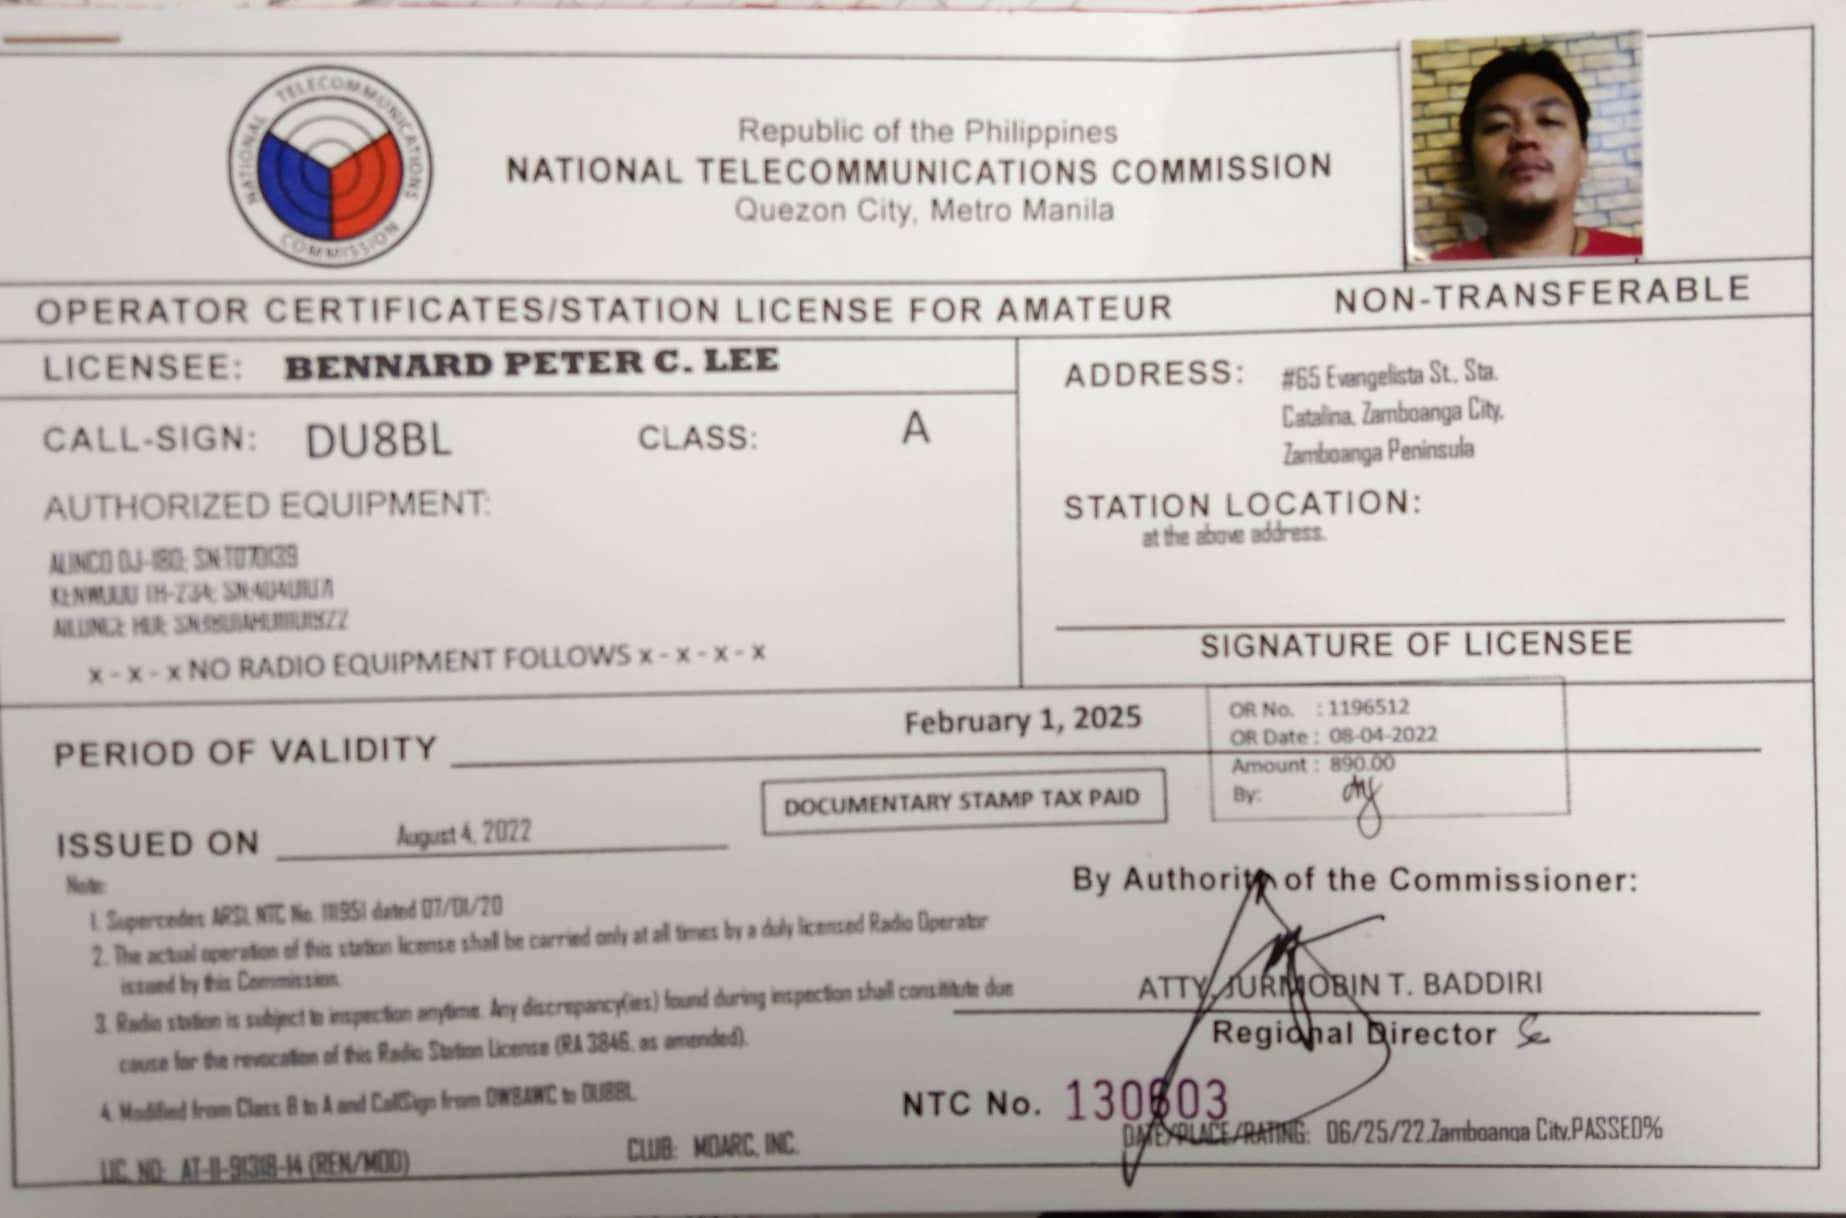 NATIONAL TELECOMMUNICATIONS COMMISSION
Republic of the Philippines
NATIONAL TELECOMMUNICATIONS COMMISSION
Quezon City, Metro Manila
OPERATOR CERTIFICATES/STATION LICENSE FOR AMATEUR
NON-TRANSFERABLE
LICENSEE: BENNARD PETER C. LEE
CALL-SIGN: DU8BL CLASS: A
AUTHORIZED EQUIPMENT:
ALINCO DJ-180; SN:T070139
KENWOOD TH-23A;
x - x - x NO RADIO EQUIPMENT FOLLOWS x - x - x - x
ADDRESS: #65 Evangelista St., Sta.
Catalina, Zamboanga City,
Zamboanga Peninsula
STATION LOCATION:
at the above address.
SIGNATURE OF LICENSEE
PERIOD OF VALIDITY February 1, 2025
OR No. : 1196512
OR Date : 08-04-2022
Amount : 890.00
By:
DOCUMENTARY STAMP TAX PAID
ISSUED ON August 4, 2022
Note:
1. Supercedes ARSL NTC No. 111951 dated 07/01/20
2. The actual operation of this station license shall be carried only at all times by a duly licensed Radio Operator
issued by this Commission.
3. Radio station is subject to inspection anytime. Any discrepancy(ies) found during inspection shall consititute due
cause for the revocation of this Radio Station License (RA 3846, as amended).
4. Modified from Class B to A and CallSign from DW8AWC to DU8BL
LIC. NO: AT-11-91318-14 (REN/MOD)
CLUB: MOARC, INC.
By Authority of the Commissioner:
ATTY. JURMOBIN T. BADDIRI
Regional Director
NTC No. 130603
DATE/PLACE/RATING: 06/25/22.Zamboanga City.PASSED%